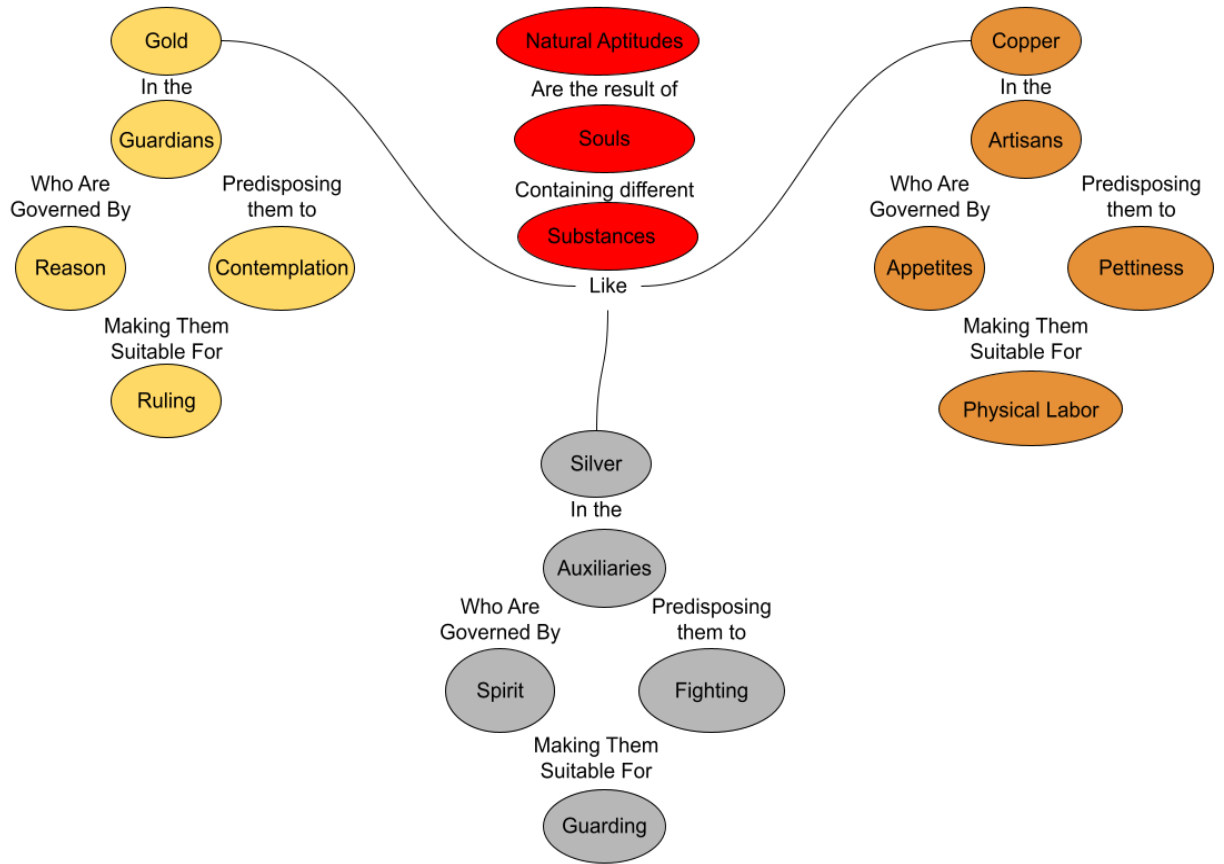 Natural Aptitudes
Are the result of
Souls
Containing different
Substances
Like
Gold
In the
Guardians
Who Are
Governed By
Reason
Predisposing
them to
Contemplation
Making Them
Suitable For
Ruling
Silver
In the
Auxiliaries
Who Are
Governed By
Spirit
Predisposing
them to
Fighting
Making Them
Suitable For
Guarding
Copper
In the
Artisans
Who Are
Governed By
Appetites
Predisposing
them to
Pettiness
Making Them
Suitable For
Physical Labor